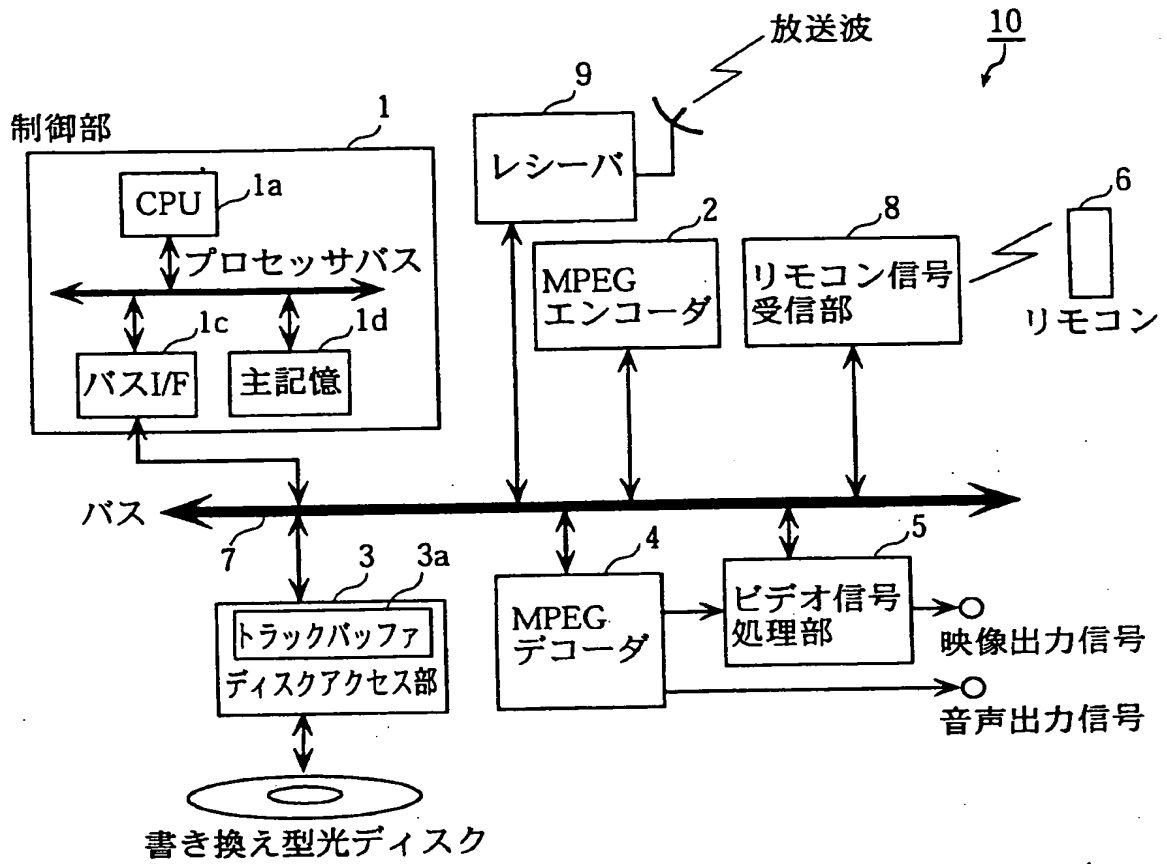 放送波
10
9
制御部
1
レシーバ
CPU
1a
プロセッサバス
1c
1d
バスI/F
主記憶
2
MPEG
エンコーダ
8
リモコン信号
受信部
6
リモコン
バス
7
3
3a
トラックバッファ
ディスクアクセス部
4
MPEG
デコーダ
5
ビデオ信号
処理部
映像出力信号
音声出力信号
書き換え型光ディスク